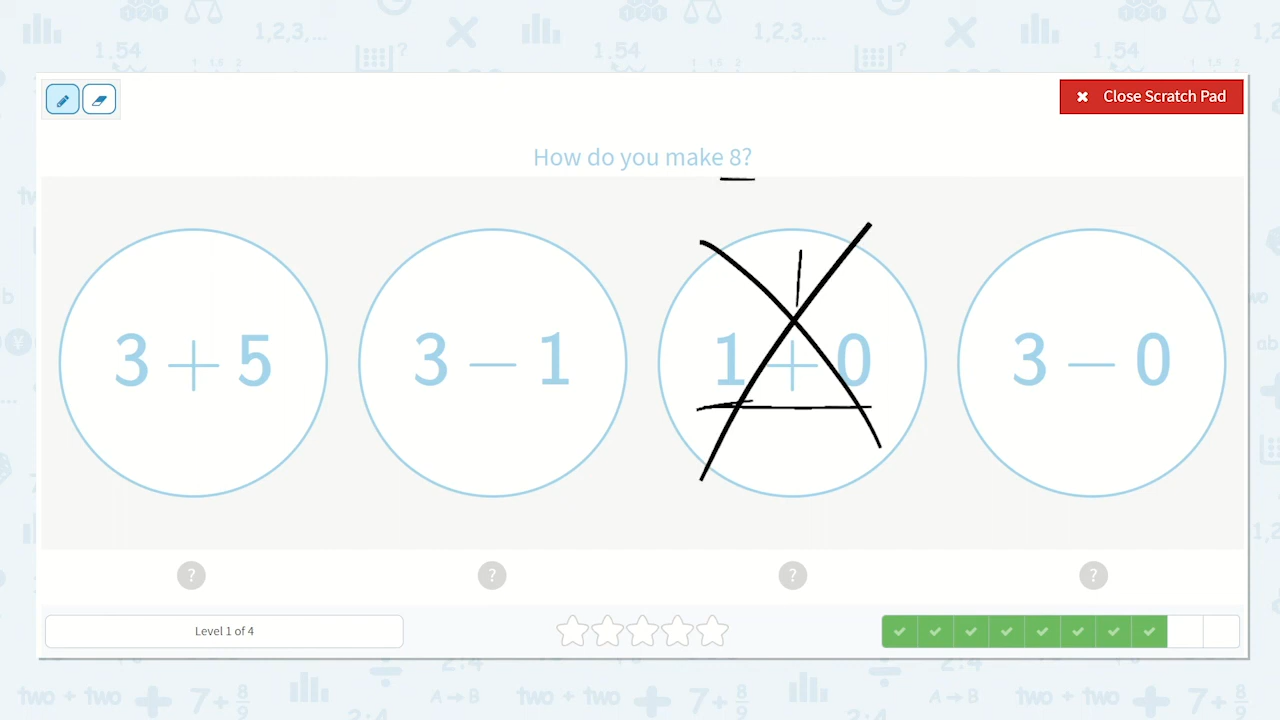 Close Scratch Pad
How do you make 8?
3 + 5
3 − 1
1 + 0
3 − 0
? ? ? ?
Level 1 of 4